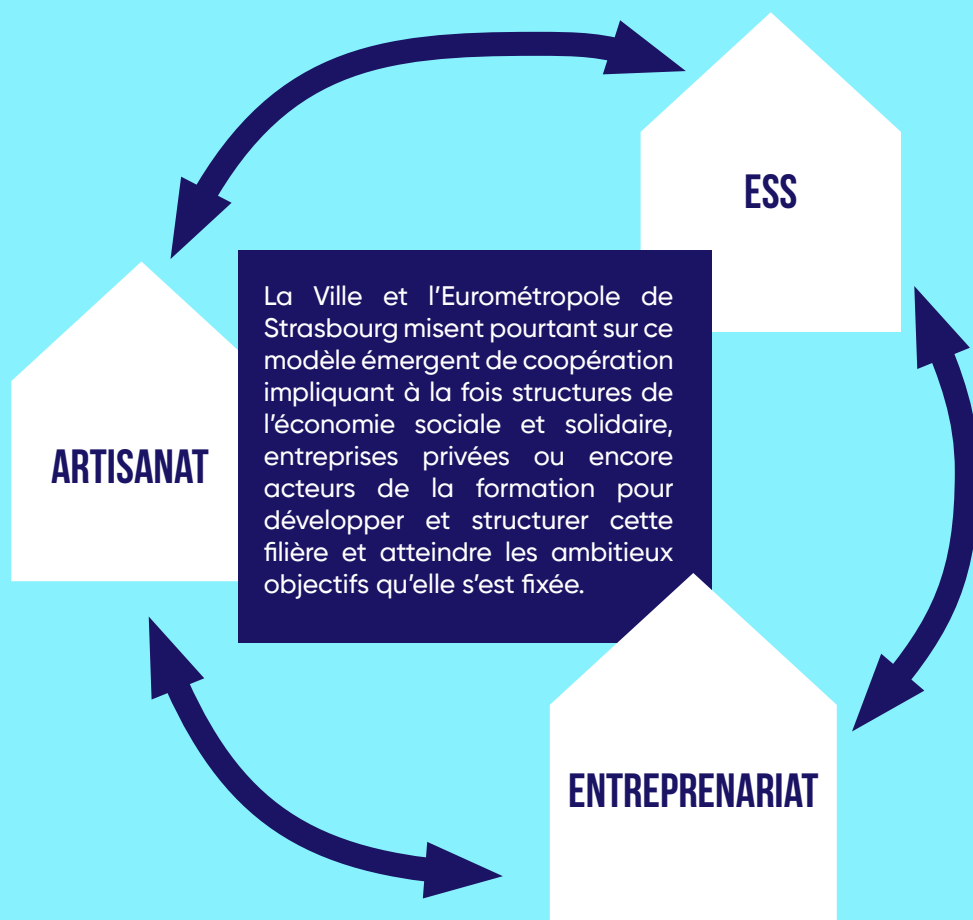 ESS
La Ville et l'Eurométropole de
Strasbourg misent pourtant sur ce
modèle émergent de coopération
impliquant à la fois structures de
l'économie sociale et solidaire,
entreprises privées ou encore
acteurs de la formation pour
développer et structurer cette
filière et atteindre les ambitieux
objectifs qu'elle s'est fixée.
ARTISANAT
ENTREPRENARIAT